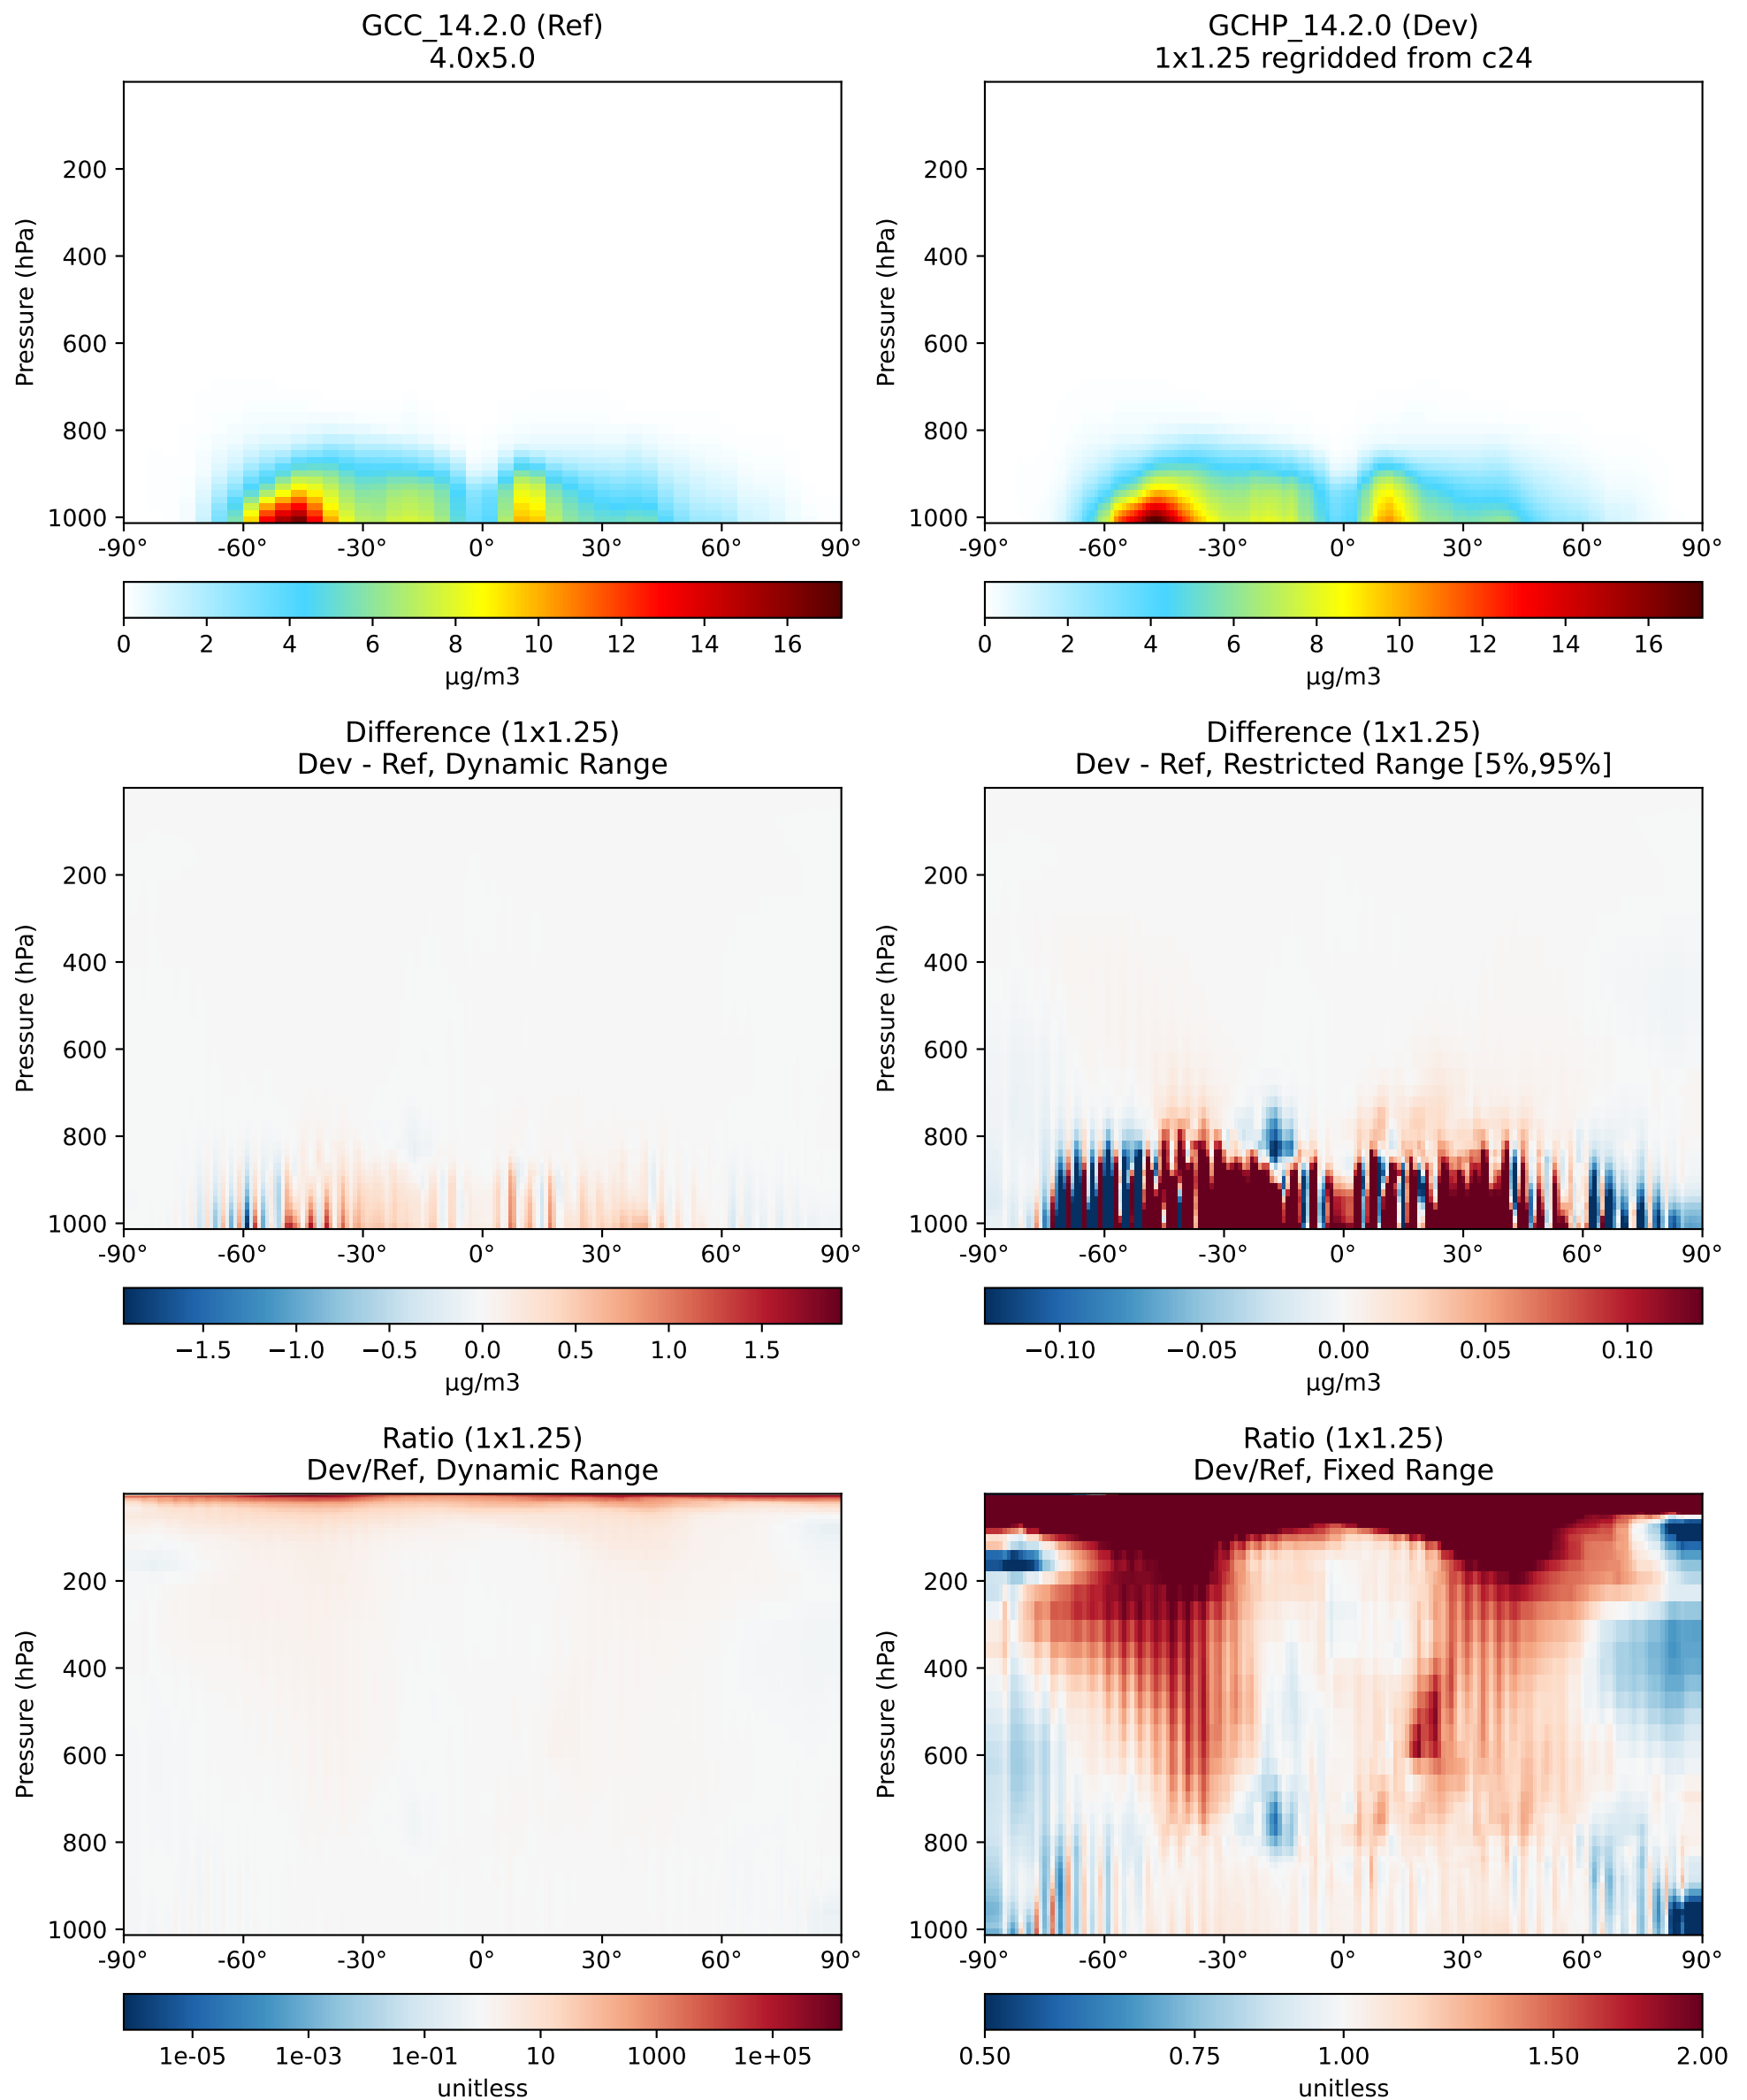 GCC_14.2.0 (Ref)
4.0x5.0
Pressure (hPa)
200
400
600
800
1000
-90° -60° -30° 0° 30° 60° 90°
0 2 4 6 8 10 12 14 16
µg/m3
GCHP_14.2.0 (Dev)
1x1.25 regridded from c24
Pressure (hPa)
200
400
600
800
1000
-90° -60° -30° 0° 30° 60° 90°
0 2 4 6 8 10 12 14 16
µg/m3
Difference (1x1.25)
Dev - Ref, Dynamic Range
Pressure (hPa)
200
400
600
800
1000
-90° -60° -30° 0° 30° 60° 90°
−1.5 −1.0 −0.5 0.0 0.5 1.0 1.5
µg/m3
Difference (1x1.25)
Dev - Ref, Restricted Range [5%,95%]
Pressure (hPa)
200
400
600
800
1000
-90° -60° -30° 0° 30° 60° 90°
−0.10 −0.05 0.00 0.05 0.10
µg/m3
Ratio (1x1.25)
Dev/Ref, Dynamic Range
Pressure (hPa)
200
400
600
800
1000
-90° -60° -30° 0° 30° 60° 90°
1e-05 1e-03 1e-01 10 1000 1e+05
unitless
Ratio (1x1.25)
Dev/Ref, Fixed Range
Pressure (hPa)
200
400
600
800
1000
-90° -60° -30° 0° 30° 60° 90°
0.50 0.75 1.00 1.50 2.00
unitless